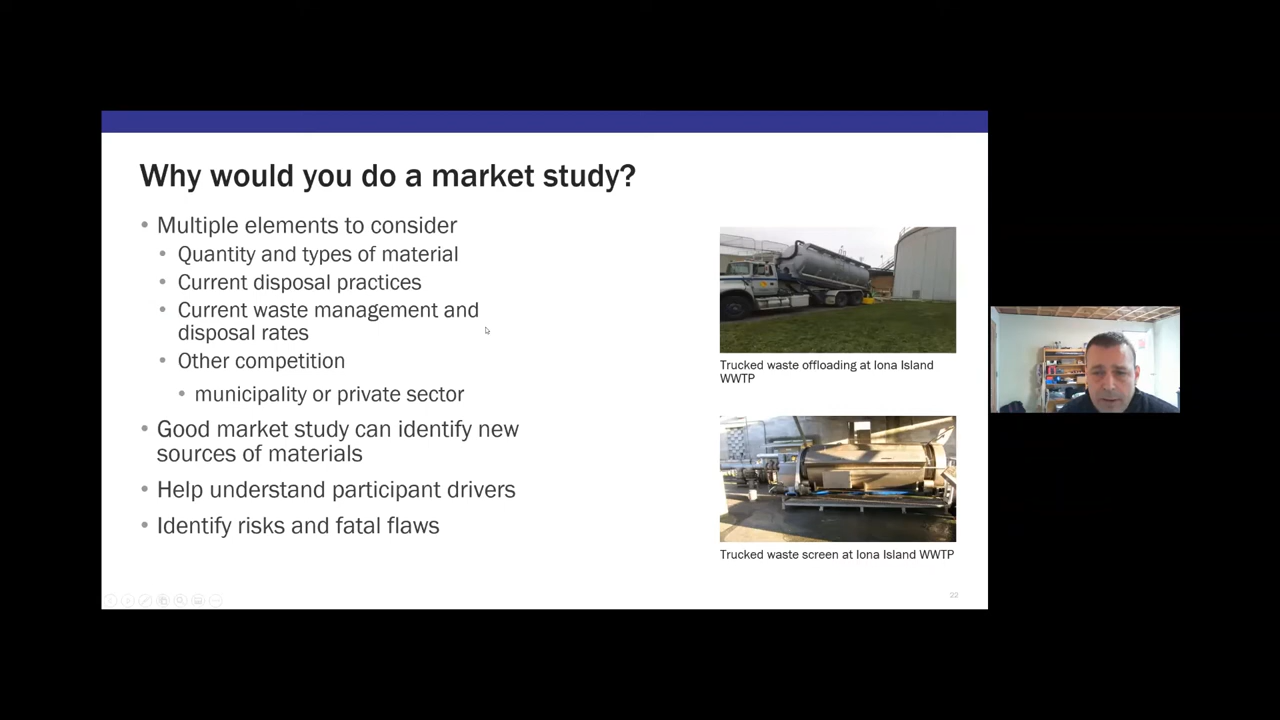 Why would you do a market study?
• Multiple elements to consider
• Quantity and types of material
• Current disposal practices
• Current waste management and
disposal rates
• Other competition
• municipality or private sector
• Good market study can identify new
sources of materials
• Help understand participant drivers
• Identify risks and fatal flaws
Trucked waste offloading at Iona Island
WWTP
Trucked waste screen at Iona Island WWTP
22